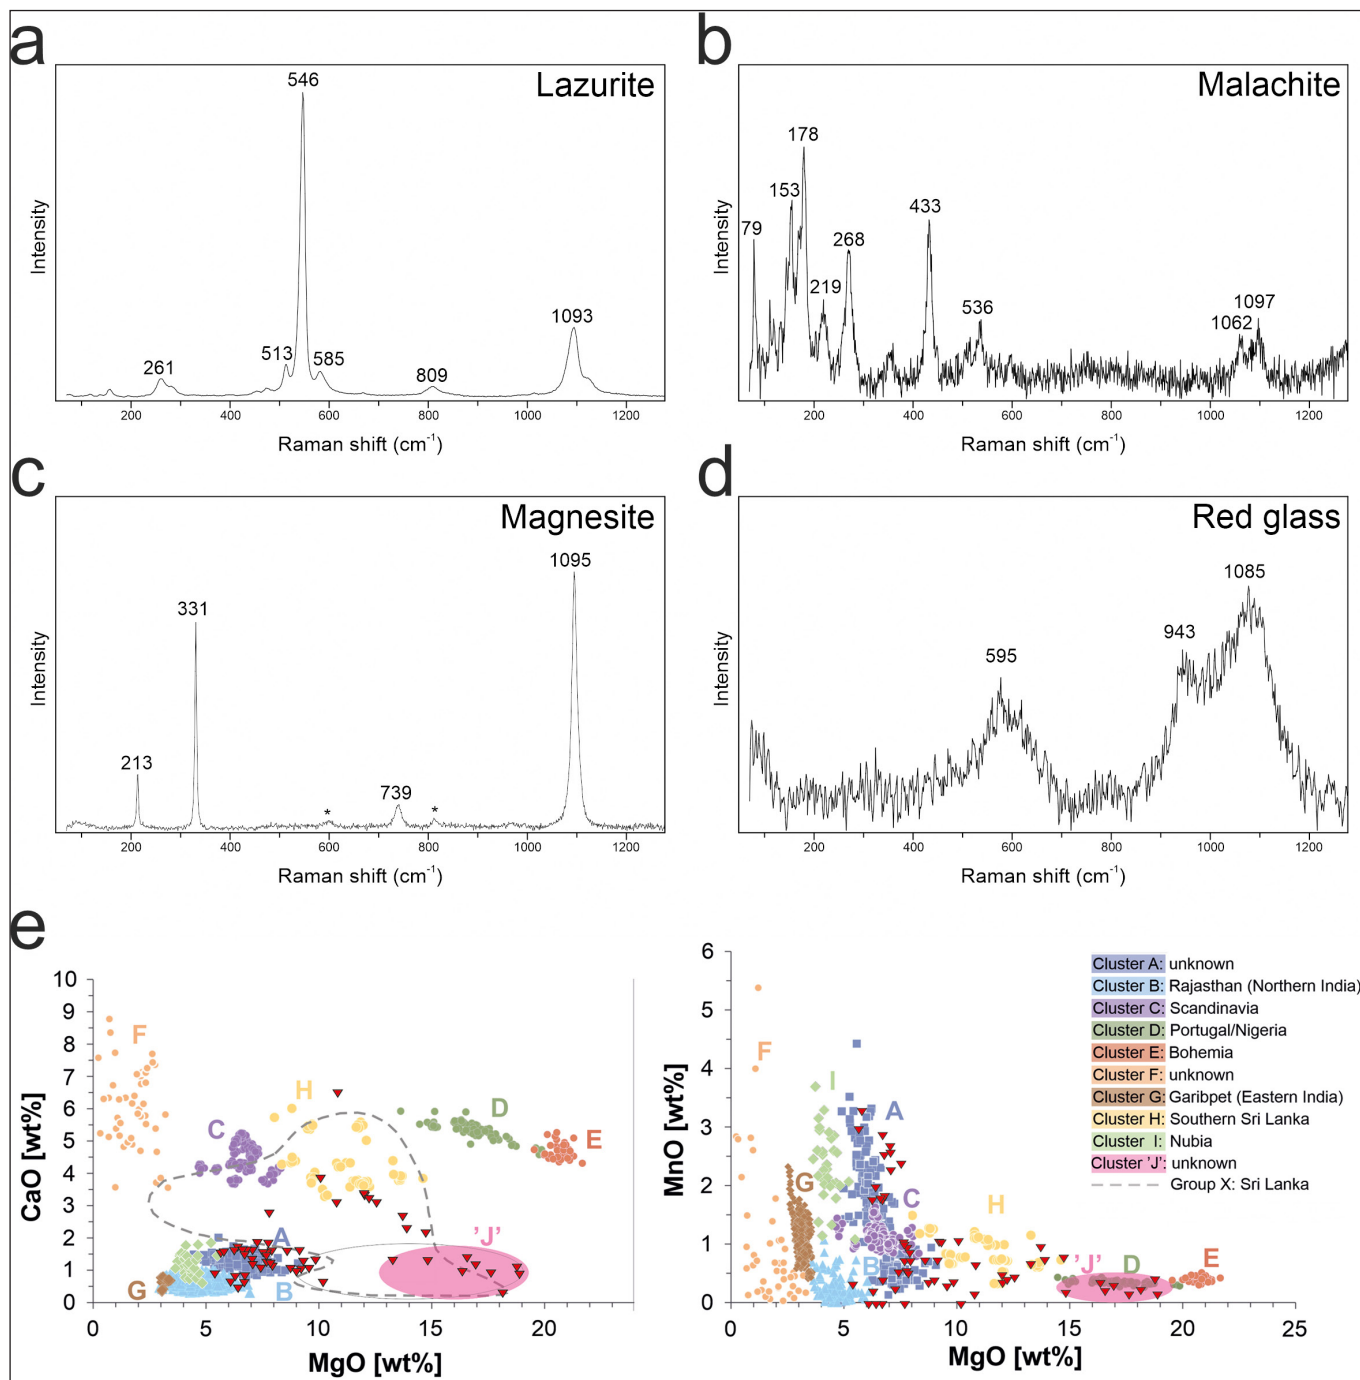 a
Lazurite
546
513
585
261
809
1093
Intensity
200 400 600 800 1000 1200
Raman shift (cm⁻¹)
b
Malachite
79
153
178
219
268
433
536
1062
1097
Intensity
200 400 600 800 1000 1200
Raman shift (cm⁻¹)
c
Magnesite
213
331
*
739
*
1095
Intensity
200 400 600 800 1000 1200
Raman shift (cm⁻¹)
d
Red glass
595
943
1085
Intensity
200 400 600 800 1000 1200
Raman shift (cm⁻¹)
e
10
9
8
7
6
5
4
3
2
1
0
CaO [wt%]
F
H
C
D
E
A
'J'
G
B
0 5 10 15 20
MgO [wt%]
6
5
4
3
2
1
0
MnO [wt%]
F
I
A
G
C
H
B
'J'
D
E
0 5 10 15 20 25
MgO [wt%]
Cluster A: unknown
Cluster B: Rajasthan (Northern India)
Cluster C: Scandinavia
Cluster D: Portugal/Nigeria
Cluster E: Bohemia
Cluster F: unknown
Cluster G: Garibpet (Eastern India)
Cluster H: Southern Sri Lanka
Cluster I: Nubia
Cluster 'J': unknown
Group X: Sri Lanka